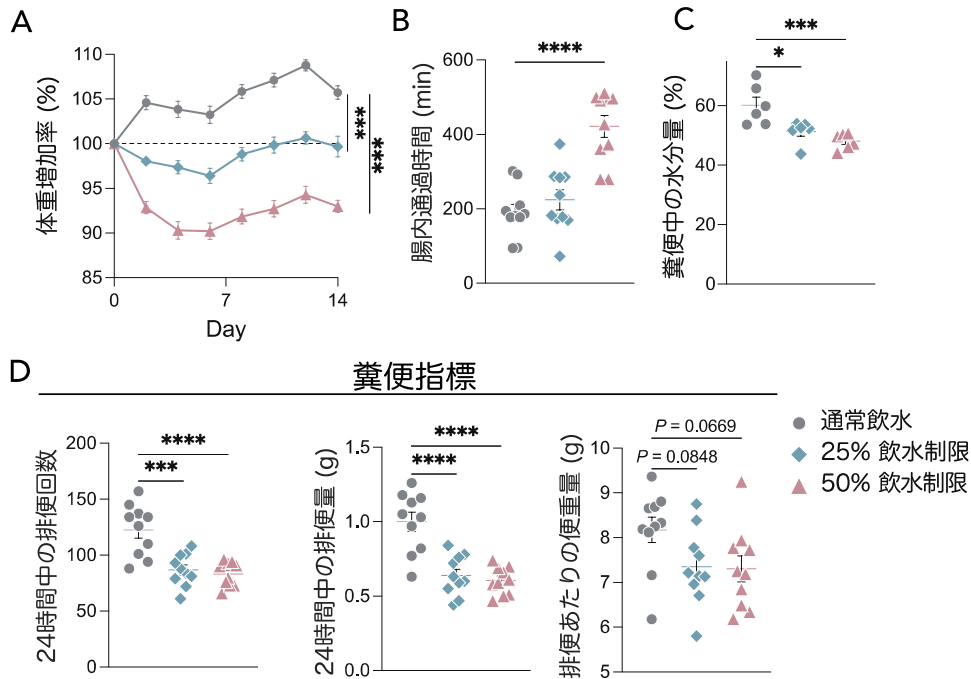 A
体重増加率 (%)
110
105
100
95
90
85
0
7
14
Day
***
***
B
腸内通過時間 (min)
600
400
200
0
****
C
糞便中の水分量 (%)
60
40
20
0
***
*
D
糞便指標
24時間中の排便回数
200
150
100
50
0
****
***
24時間中の排便量 (g)
1.5
1.0
0.5
0.0
****
****
排便あたりの便重量 (g)
10
9
8
7
6
5
P = 0.0669
P = 0.0848
通常飲水
25% 飲水制限
50% 飲水制限